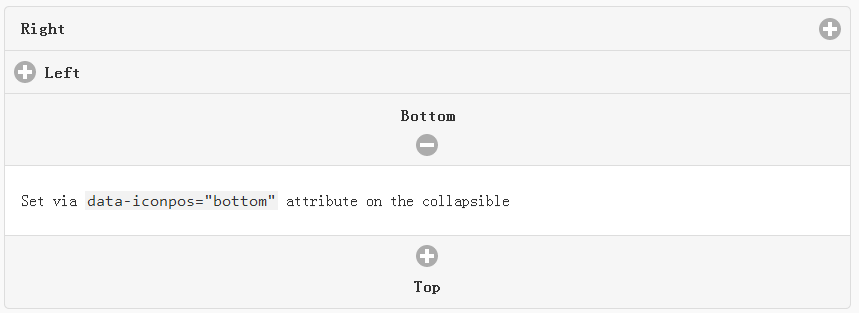 Right
Left
Bottom
Set via data-iconpos="bottom" attribute on the collapsible
Top